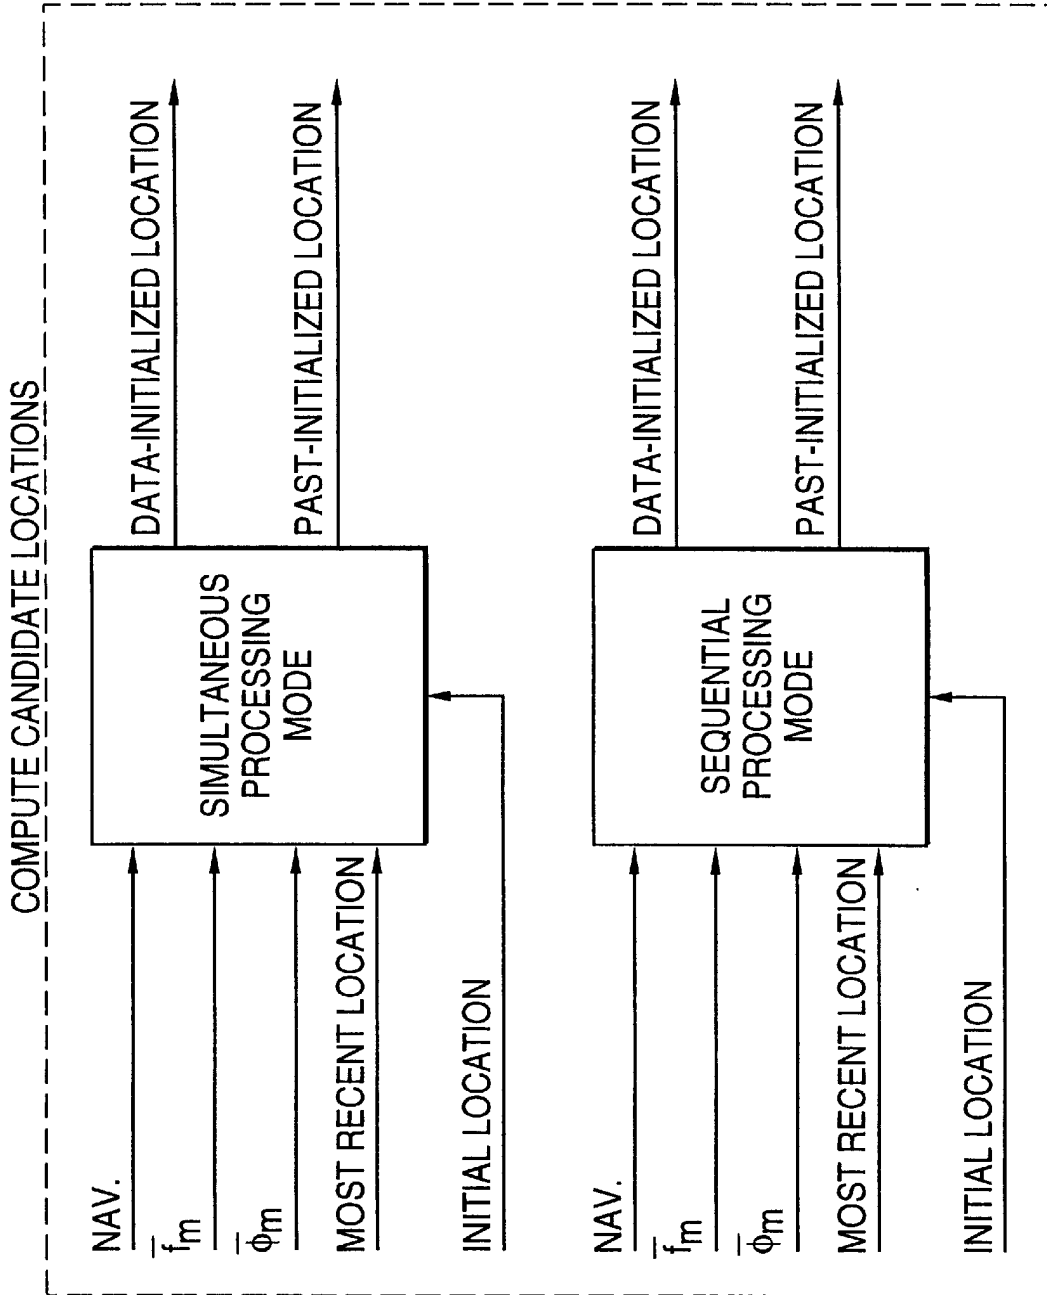 COMPUTE CANDIDATE LOCATIONS
NAV.
f̅m
ϕ̅m
MOST RECENT LOCATION
INITIAL LOCATION
SIMULTANEOUS
PROCESSING
MODE
DATA-INITIALIZED LOCATION
PAST-INITIALIZED LOCATION
NAV.
f̅m
ϕ̅m
MOST RECENT LOCATION
INITIAL LOCATION
SEQUENTIAL
PROCESSING
MODE
DATA-INITIALIZED LOCATION
PAST-INITIALIZED LOCATION